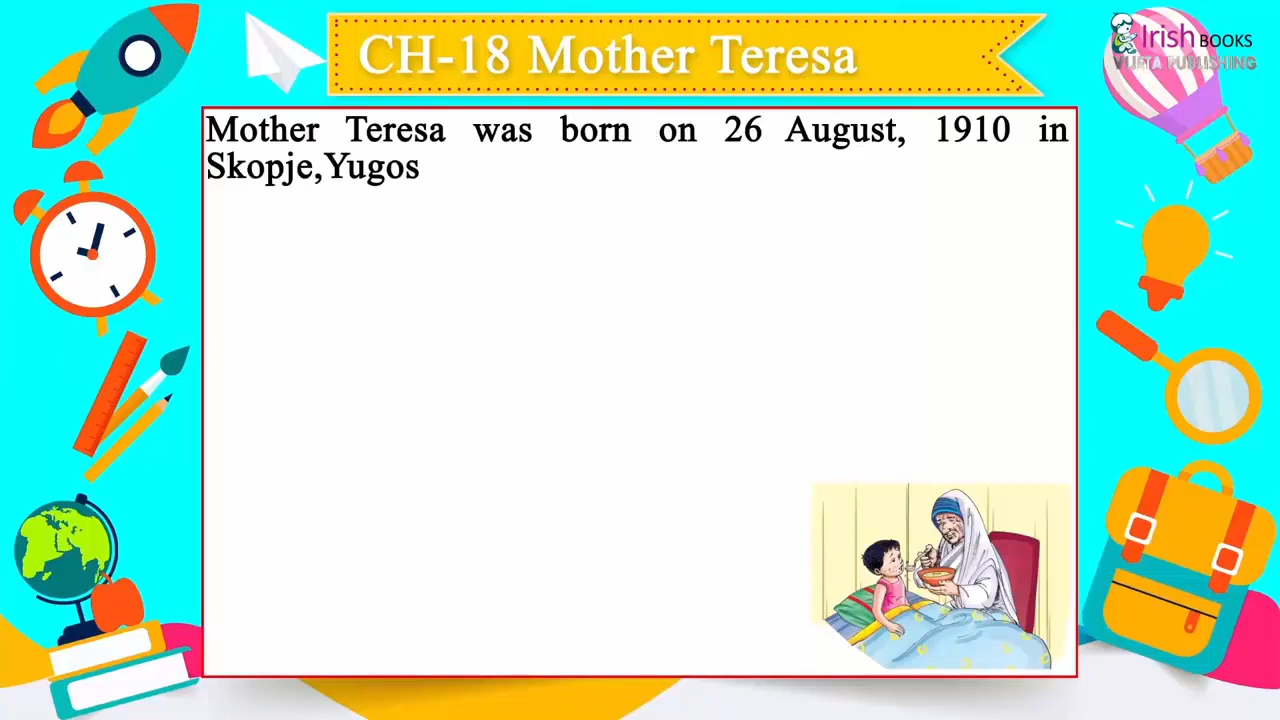 CH-18 Mother Teresa
Irish BOOKS
Mother Teresa was born on 26 August, 1910 in
Skopje,Yugos